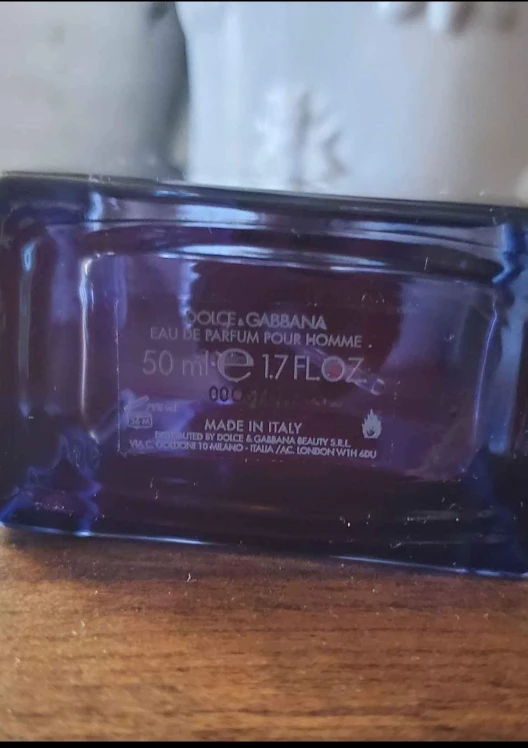 DOLCE & GABBANA
EAU DE PARFUM POUR HOMME
50 ml e 1.7 FL.OZ
36 M
MADE IN ITALY
DISTRIBUTED BY DOLCE & GABBANA BEAUTY S.R.L.
VIA C. GOLDONI 10 MILANO - ITALIA /AC. LONDON W1H 6DU